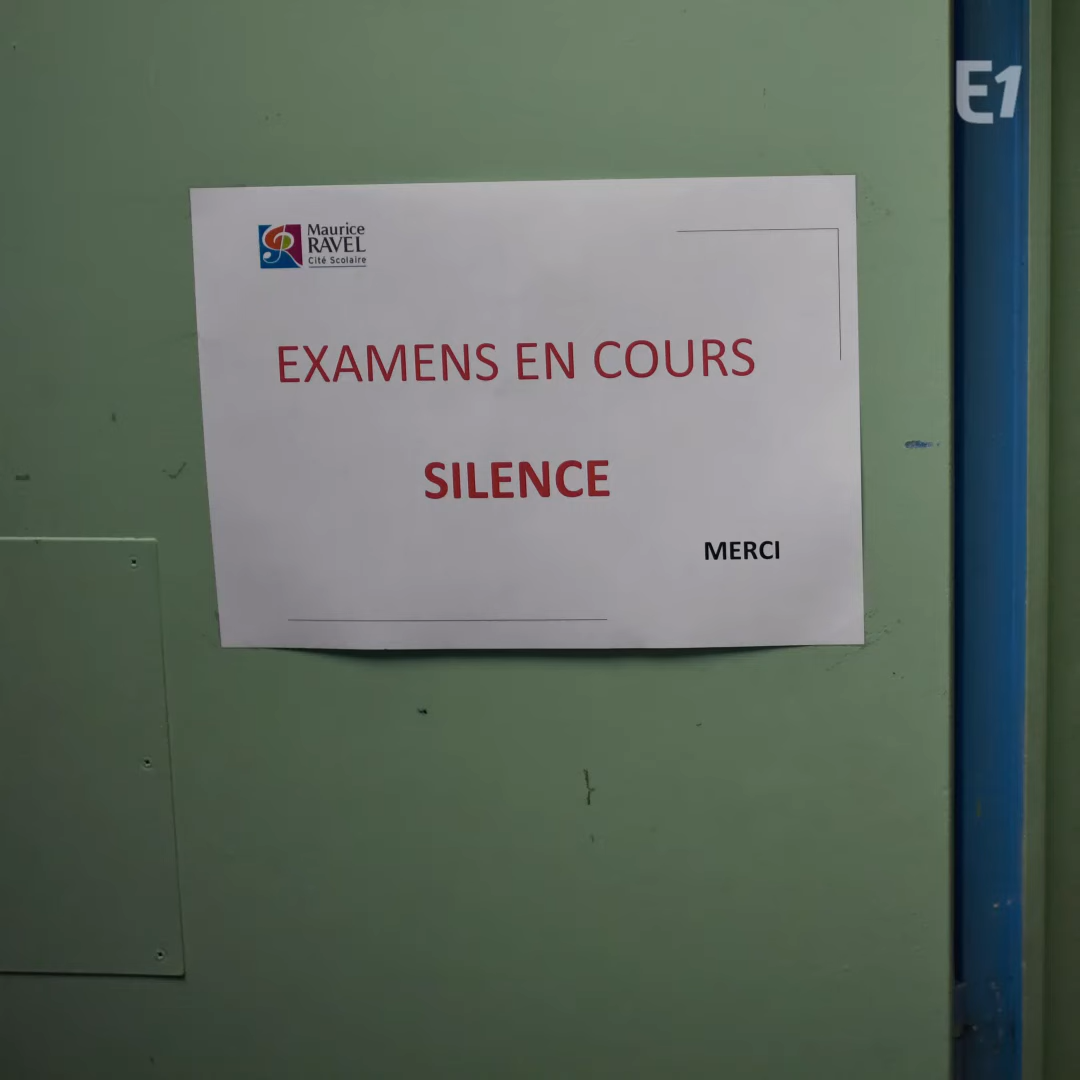 E1
Maurice
RAVEL
Cité Scolaire
EXAMENS EN COURS
SILENCE
MERCI